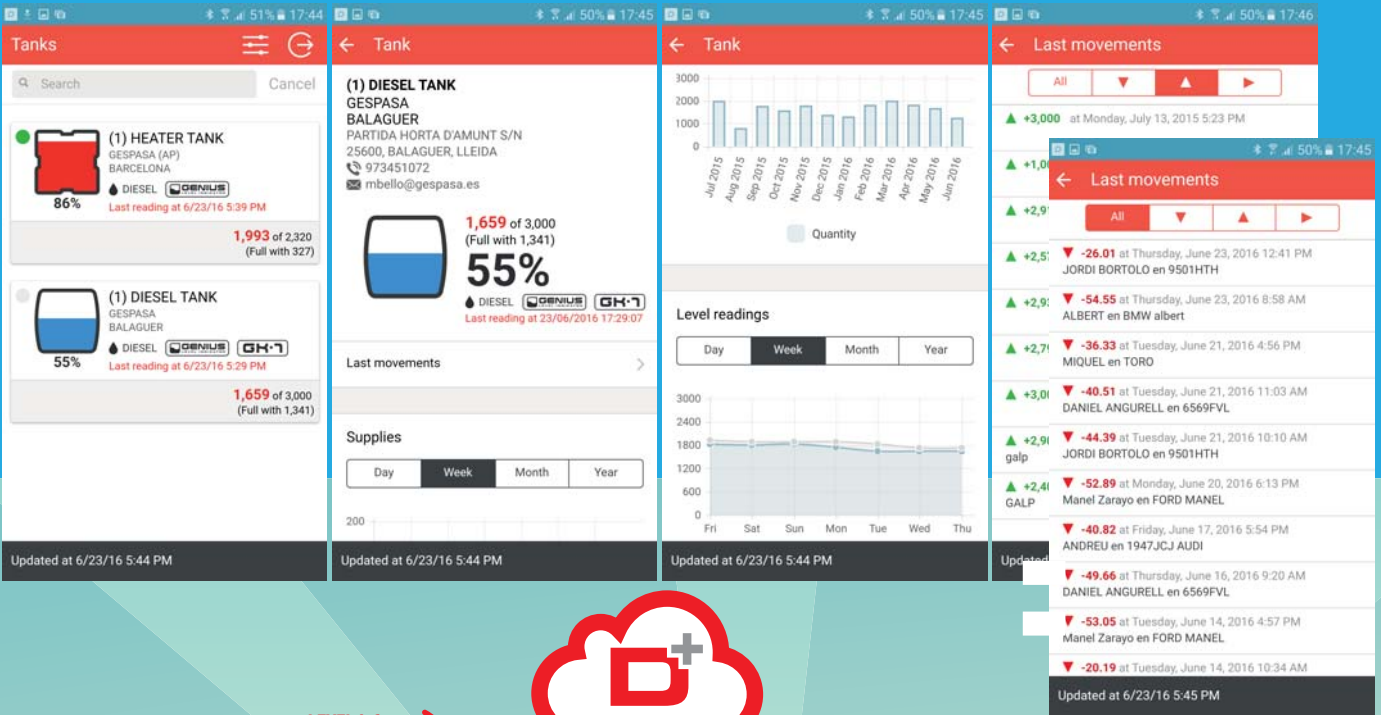 51% 17:44
Tanks
Search Cancel
(1) HEATER TANK
GESPASA (AP)
BARCELONA
DIESEL GENIUS
86%
Last reading at 6/23/16 5:39 PM
1,993 of 2,320
(Full with 327)
(1) DIESEL TANK
GESPASA
BALAGUER
DIESEL GENIUS GK·7
55%
Last reading at 6/23/16 5:29 PM
1,659 of 3,000
(Full with 1,341)
Updated at 6/23/16 5:44 PM
50% 17:45
Tank
(1) DIESEL TANK
GESPASA
BALAGUER
PARTIDA HORTA D'AMUNT S/N
25600, BALAGUER, LLEIDA
973451072
mbello@gespasa.es
1,659 of 3,000
(Full with 1,341)
55%
DIESEL GENIUS GK·7
Last reading at 23/06/2016 17:29:07
Last movements
Supplies
Day Week Month Year
200
Updated at 6/23/16 5:44 PM
50% 17:45
Tank
3000
2000
1000
0
Jul 2015 Aug 2015 Sep 2015 Oct 2015 Nov 2015 Dec 2015 Jan 2016 Feb 2016 Mar 2016 Apr 2016 May 2016 Jun 2016
Quantity
Level readings
Day Week Month Year
3000
2400
1800
1200
600
0
Fri Sat Sun Mon Tue Wed Thu
Updated at 6/23/16 5:44 PM
50% 17:46
Last movements
All
+3,000 at Monday, July 13, 2015 5:23 PM
galp
GALP
50% 17:45
Last movements
All
-26.01 at Thursday, June 23, 2016 12:41 PM
JORDI BORTOLO en 9501HTH
-54.55 at Thursday, June 23, 2016 8:58 AM
ALBERT en BMW albert
-36.33 at Tuesday, June 21, 2016 4:56 PM
MIQUEL en TORO
-40.51 at Tuesday, June 21, 2016 11:03 AM
DANIEL ANGURELL en 6569FVL
-44.39 at Tuesday, June 21, 2016 10:10 AM
JORDI BORTOLO en 9501HTH
-52.89 at Monday, June 20, 2016 6:13 PM
Manel Zarayo en FORD MANEL
-40.82 at Friday, June 17, 2016 5:54 PM
ANDREU en 1947JCJ AUDI
-49.66 at Thursday, June 16, 2016 9:20 AM
DANIEL ANGURELL en 6569FVL
-53.05 at Tuesday, June 14, 2016 4:57 PM
Manel Zarayo en FORD MANEL
-20.19 at Tuesday, June 14, 2016 10:34 AM
Updated at 6/23/16 5:45 PM
D+